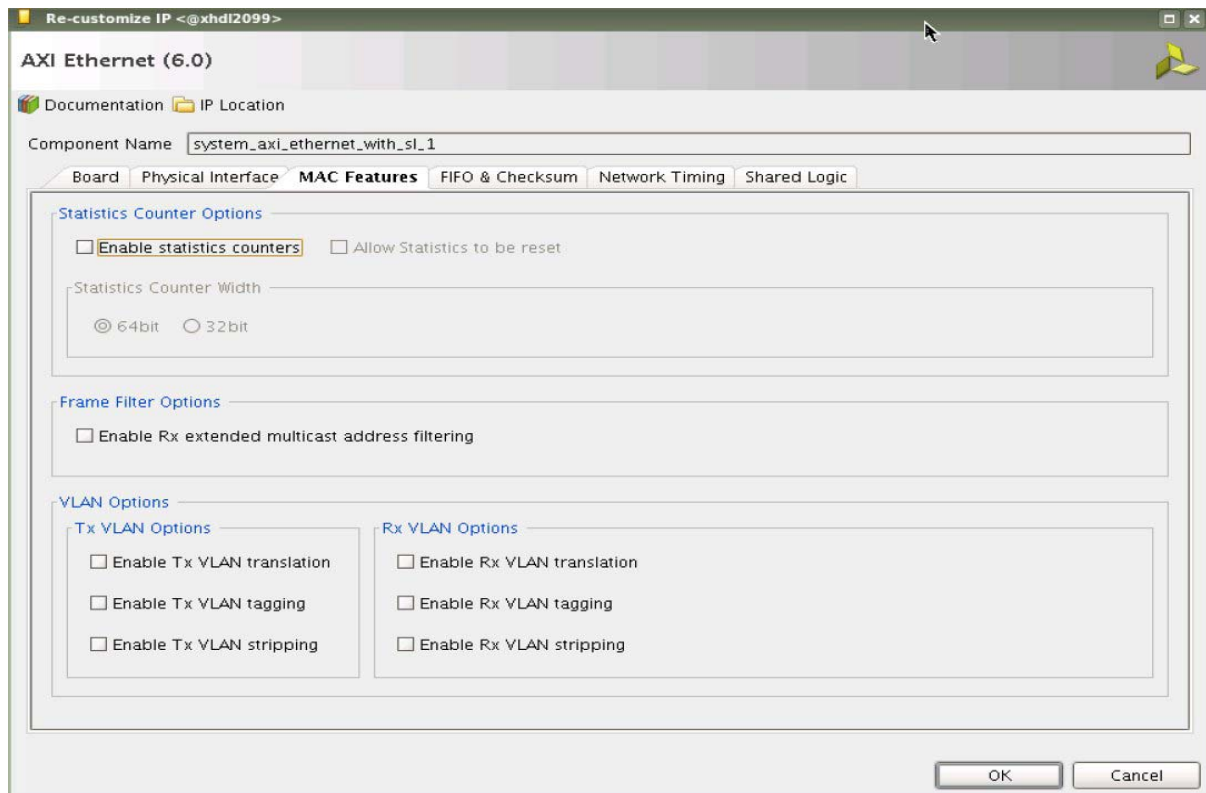 Re-customize IP <@xhdl2099>
AXI Ethernet (6.0)
Documentation IP Location
Component Name system_axi_ethernet_with_sl_1
Board Physical Interface MAC Features FIFO & Checksum Network Timing Shared Logic
Statistics Counter Options
Enable statistics counters Allow Statistics to be reset
Statistics Counter Width
64bit 32bit
Frame Filter Options
Enable Rx extended multicast address filtering
VLAN Options
Tx VLAN Options Rx VLAN Options
Enable Tx VLAN translation Enable Rx VLAN translation
Enable Tx VLAN tagging Enable Rx VLAN tagging
Enable Tx VLAN stripping Enable Rx VLAN stripping
OK Cancel